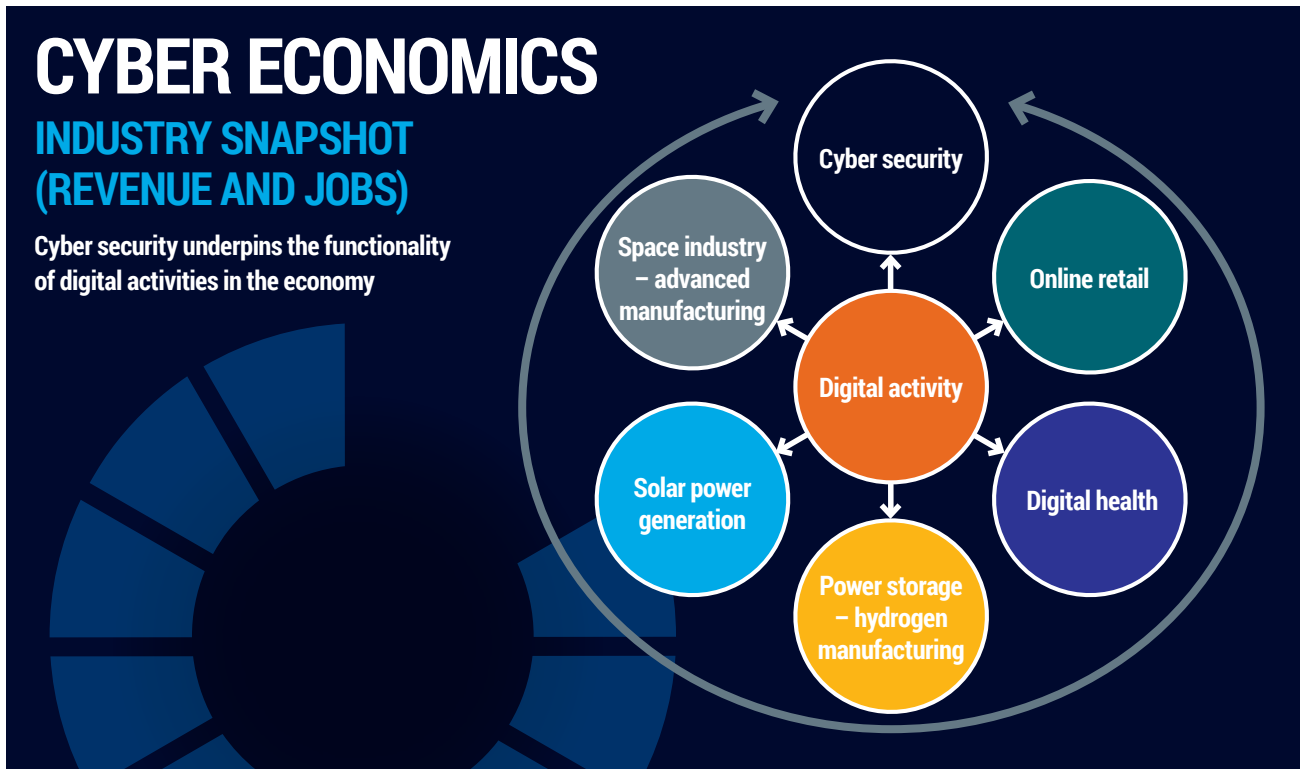 CYBER ECONOMICS
INDUSTRY SNAPSHOT
(REVENUE AND JOBS)
Cyber security underpins the functionality
of digital activities in the economy
Cyber security
Space industry
– advanced
manufacturing
Online retail
Digital activity
Solar power
generation
Digital health
Power storage
– hydrogen
manufacturing